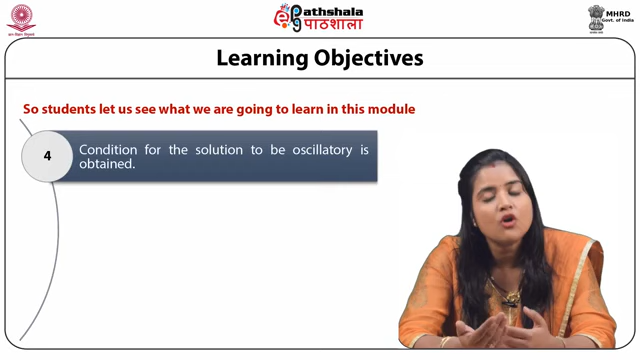 ePathshala
पाठशाला
MHRD
Govt. of India
Learning Objectives
So students let us see what we are going to learn in this module
4
Condition for the solution to be oscillatory is
obtained.